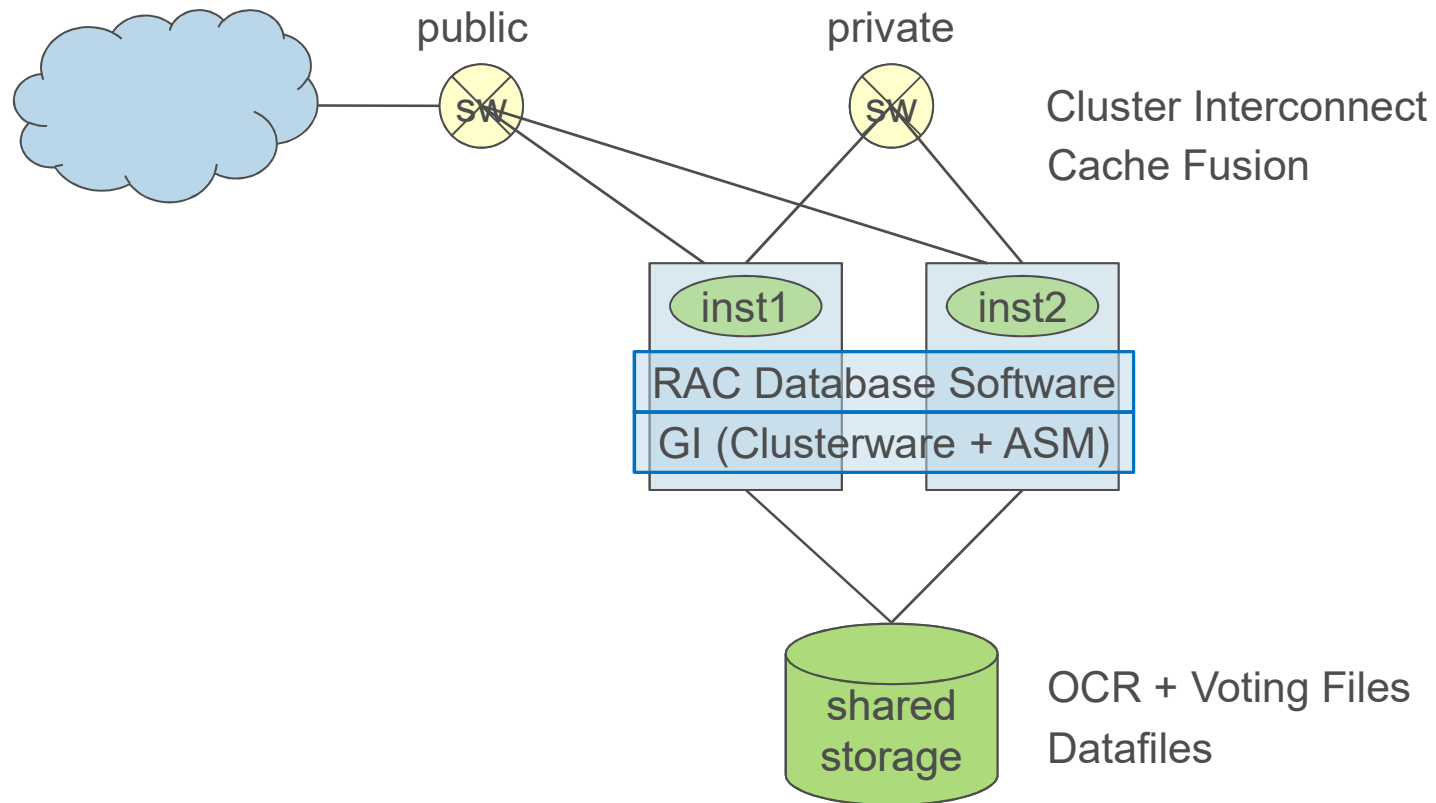 public
private
sw
sw
Cluster Interconnect
Cache Fusion
inst1
inst2
RAC Database Software
GI (Clusterware + ASM)
shared
storage
OCR + Voting Files
Datafiles